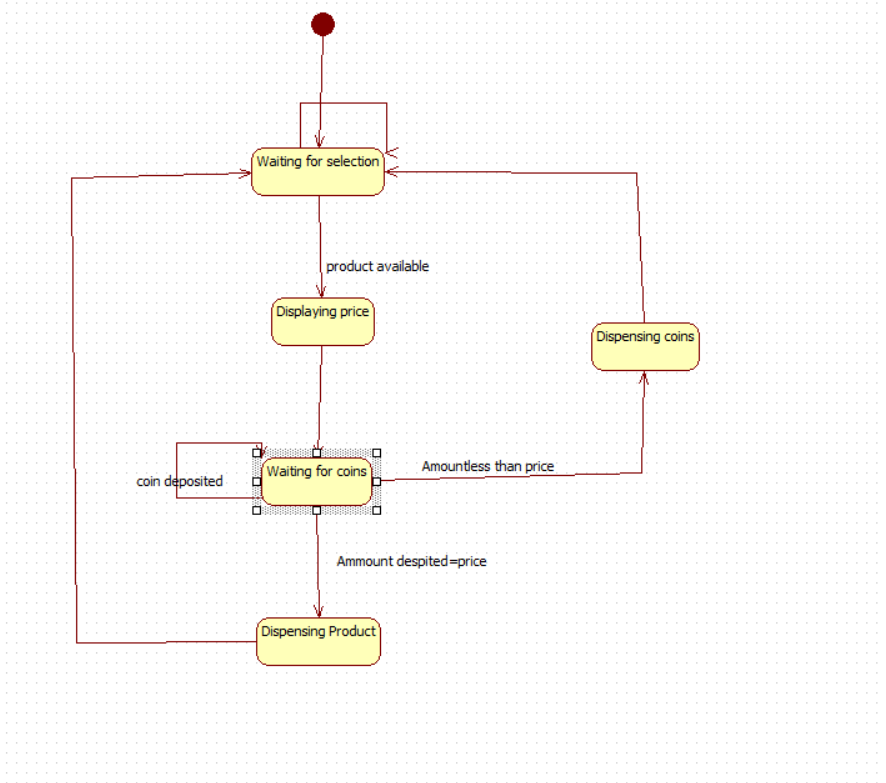 Waiting for selection
product available
Displaying price
Dispensing coins
Amountless than price
Waiting for coins
coin deposited
Ammount despited=price
Dispensing Product